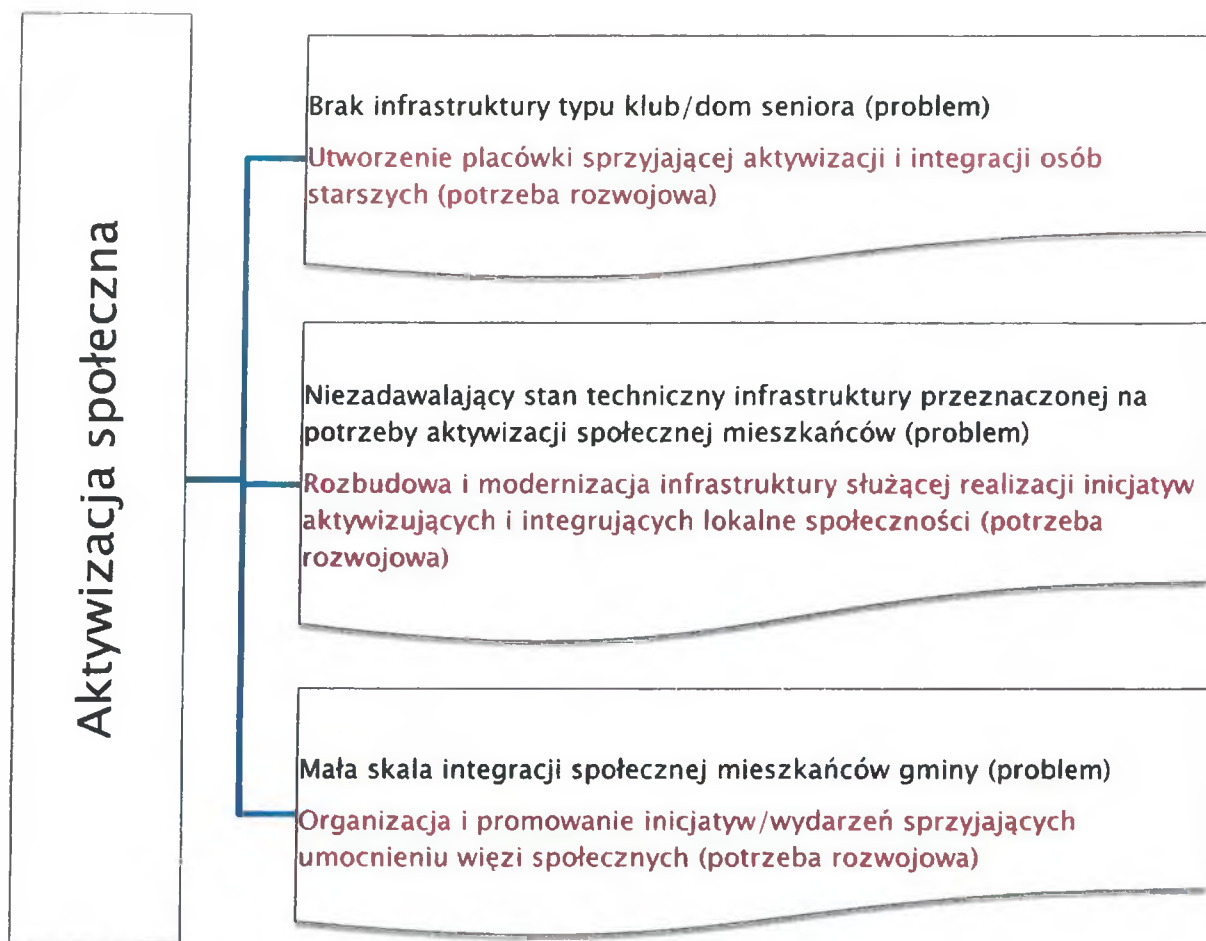 Aktywizacja społeczna
Brak infrastruktury typu klub/dom seniora (problem)
Utworzenie placówki sprzyjającej aktywizacji i integracji osób
starszych (potrzeba rozwojowa)
Niezadawalający stan techniczny infrastruktury przeznaczonej na
potrzeby aktywizacji społecznej mieszkańców (problem)
Rozbudowa i modernizacja infrastruktury służącej realizacji inicjatyw
aktywizujących i integrujących lokalne społeczności (potrzeba
rozwojowa)
Mała skala integracji społecznej mieszkańców gminy (problem)
Organizacja i promowanie inicjatyw/wydarzeń sprzyjających
umocnieniu więzi społecznych (potrzeba rozwojowa)